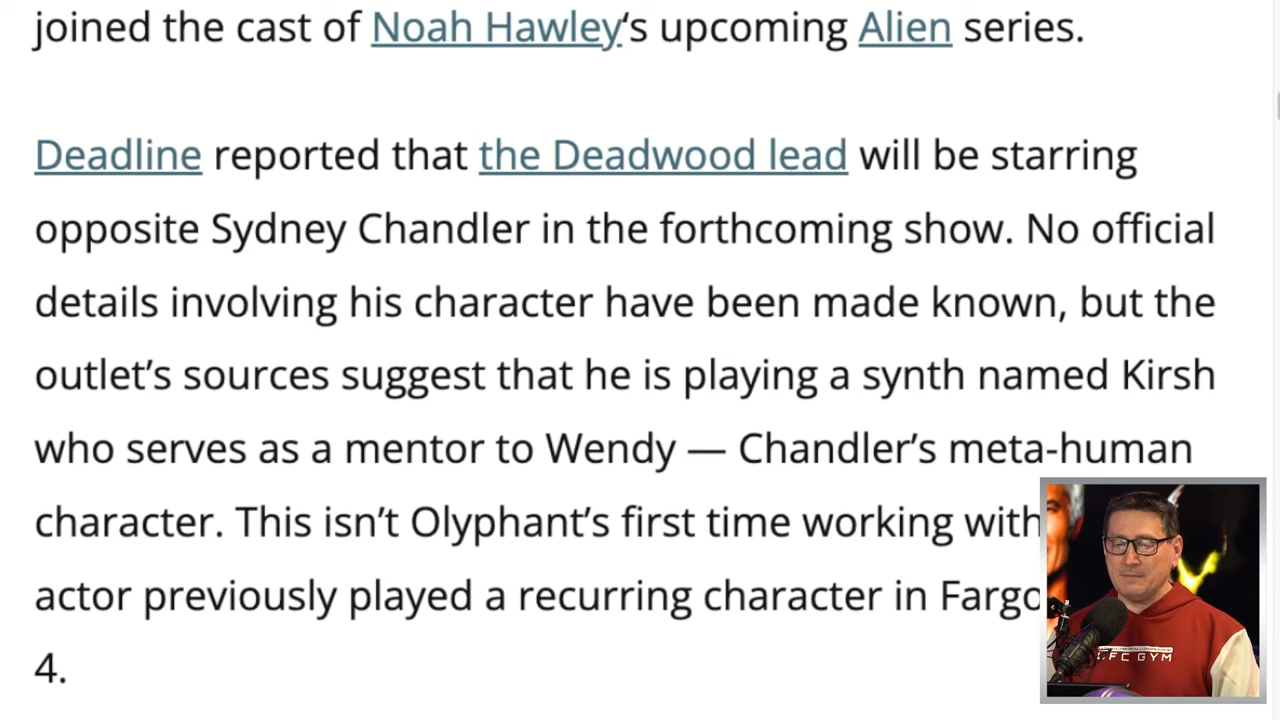 joined the cast of Noah Hawley‘s upcoming Alien series.
Deadline reported that the Deadwood lead will be starring
opposite Sydney Chandler in the forthcoming show. No official
details involving his character have been made known, but the
outlet’s sources suggest that he is playing a synth named Kirsh
who serves as a mentor to Wendy — Chandler’s meta-human
character. This isn’t Olyphant’s first time working with
actor previously played a recurring character in Fargo
4.
FC GYM